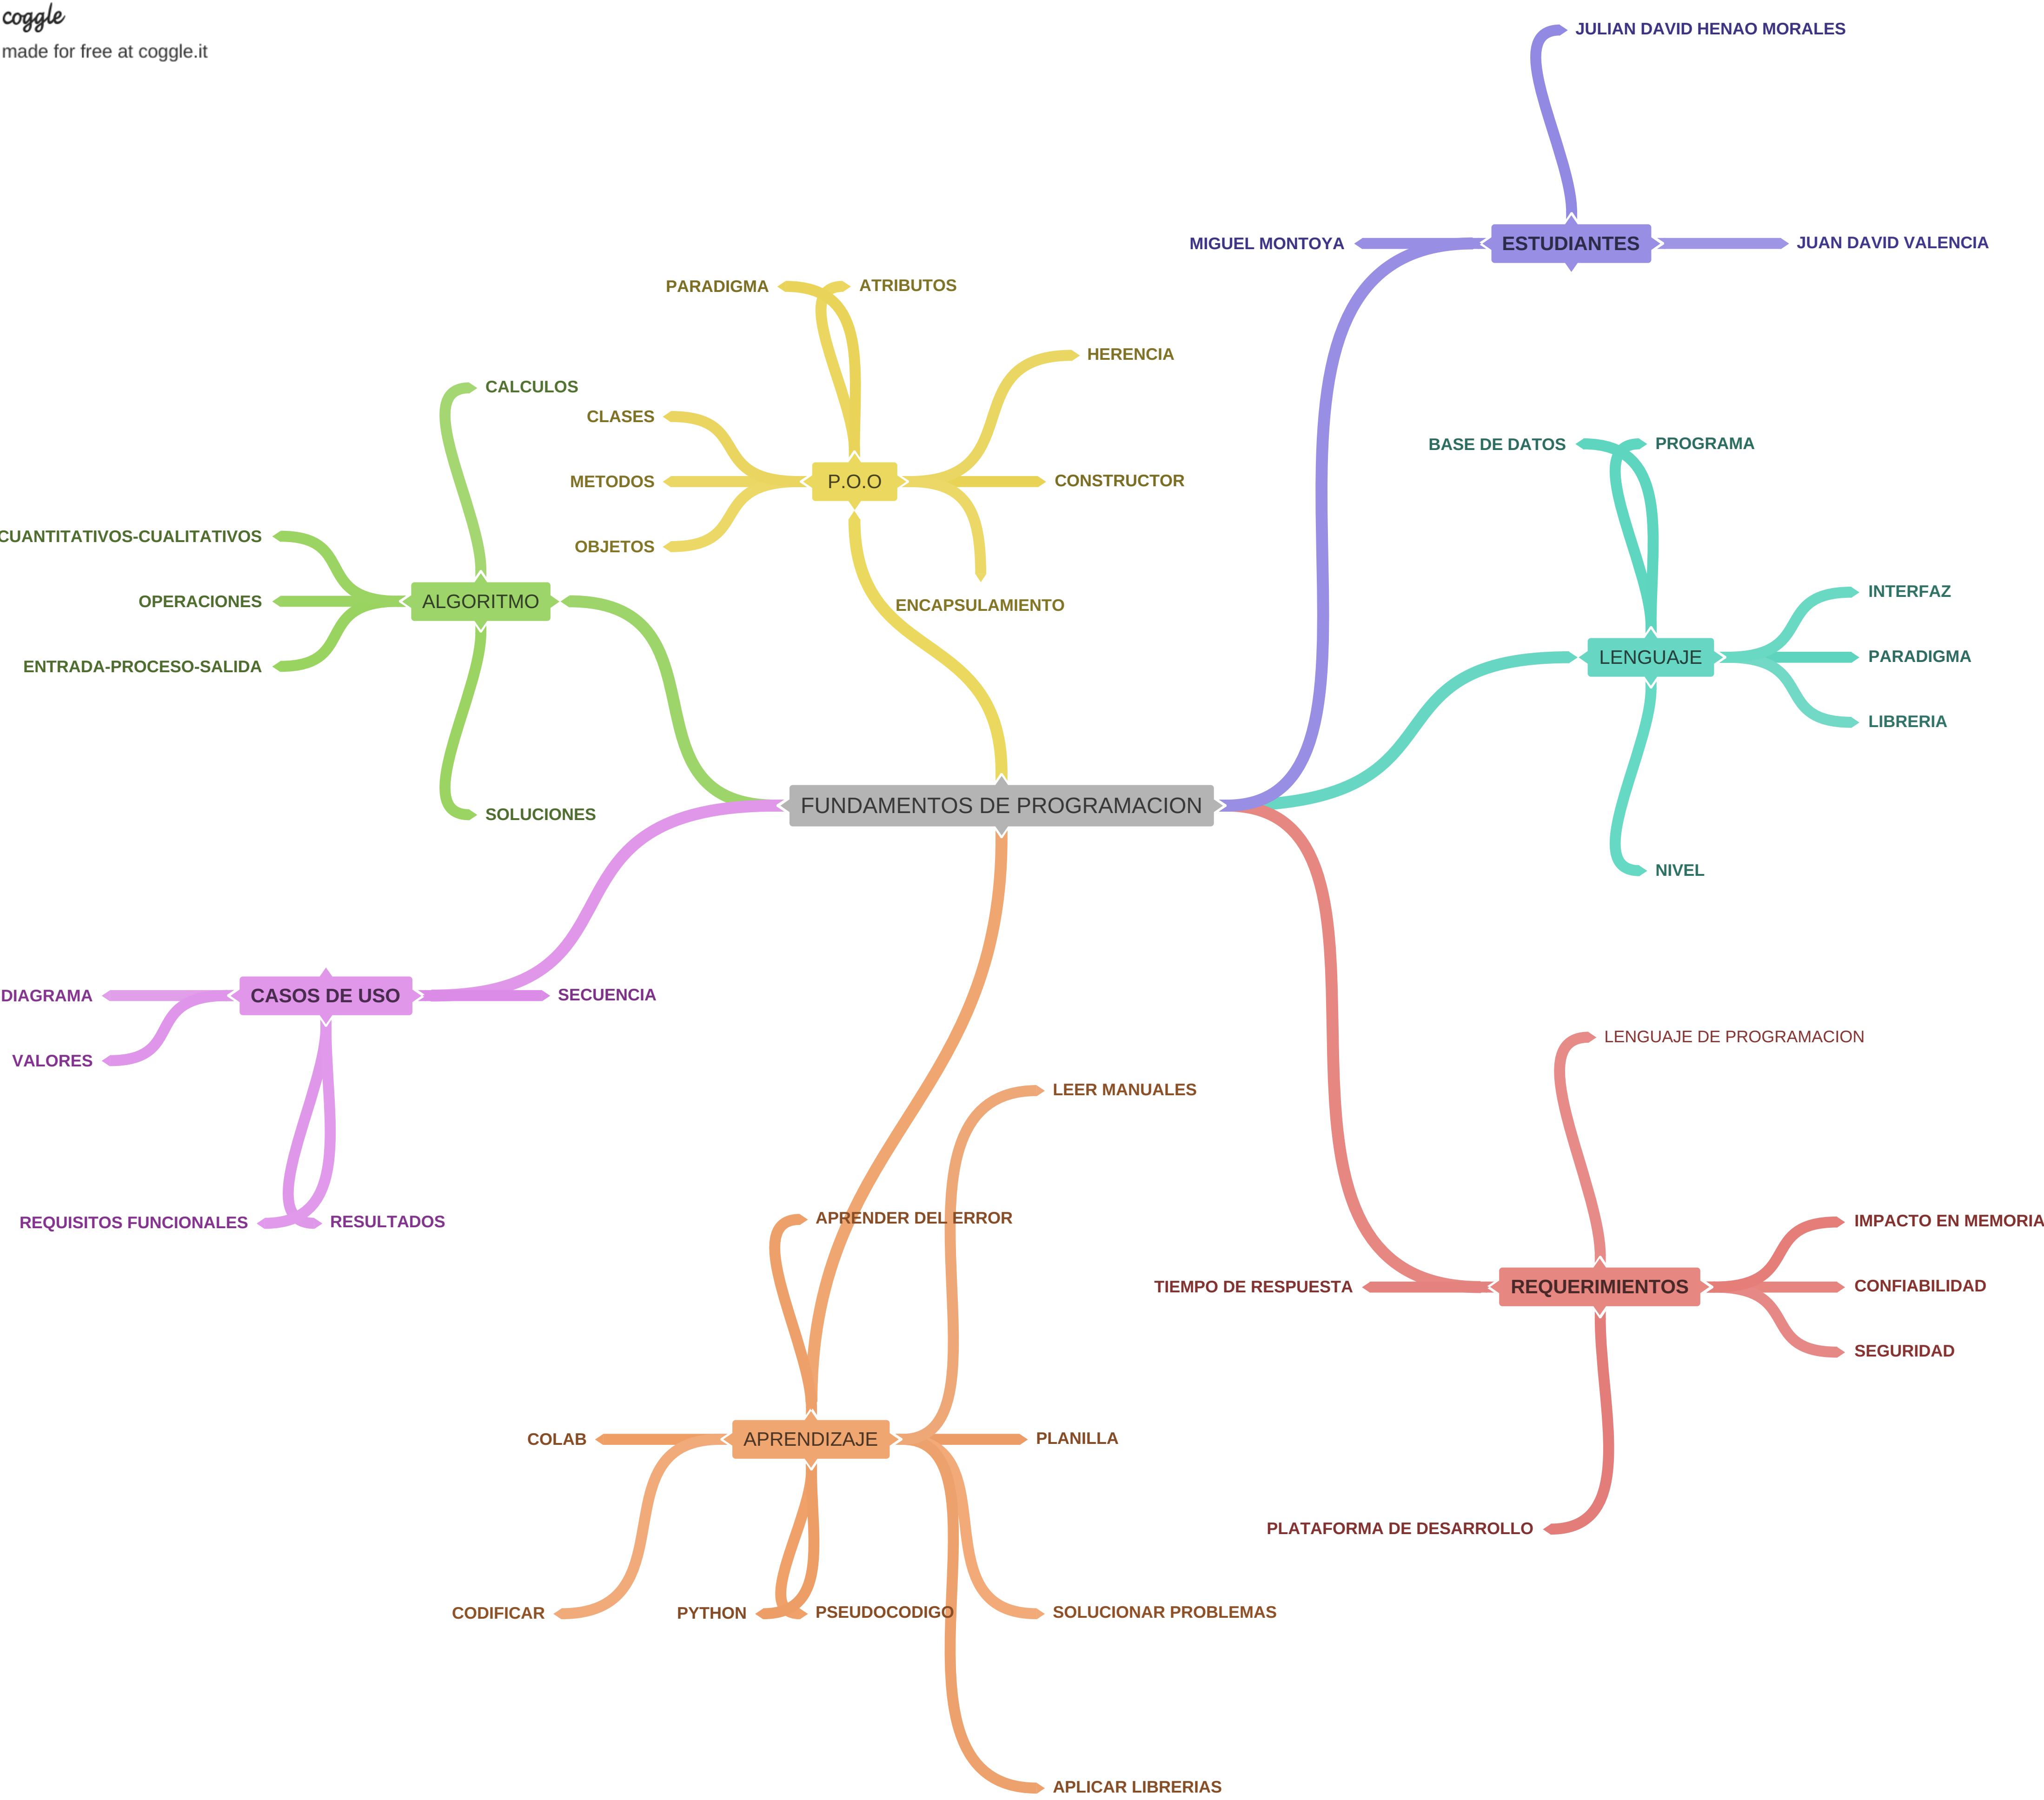 coggle
made for free at coggle.it
JULIAN DAVID HENAO MORALES
MIGUEL MONTOYA
ESTUDIANTES
JUAN DAVID VALENCIA
PARADIGMA
ATRIBUTOS
HERENCIA
CLASES
METODOS
P.O.O
CONSTRUCTOR
OBJETOS
ENCAPSULAMIENTO
CALCULOS
CUANTITATIVOS-CUALITATIVOS
OPERACIONES
ALGORITMO
ENTRADA-PROCESO-SALIDA
SOLUCIONES
BASE DE DATOS
PROGRAMA
INTERFAZ
LENGUAJE
PARADIGMA
LIBRERIA
NIVEL
FUNDAMENTOS DE PROGRAMACION
DIAGRAMA
CASOS DE USO
SECUENCIA
VALORES
REQUISITOS FUNCIONALES
RESULTADOS
LENGUAJE DE PROGRAMACION
IMPACTO EN MEMORIA
TIEMPO DE RESPUESTA
REQUERIMIENTOS
CONFIABILIDAD
SEGURIDAD
PLATAFORMA DE DESARROLLO
LEER MANUALES
APRENDER DEL ERROR
COLAB
APRENDIZAJE
PLANILLA
CODIFICAR
PYTHON
PSEUDOCODIGO
SOLUCIONAR PROBLEMAS
APLICAR LIBRERIAS